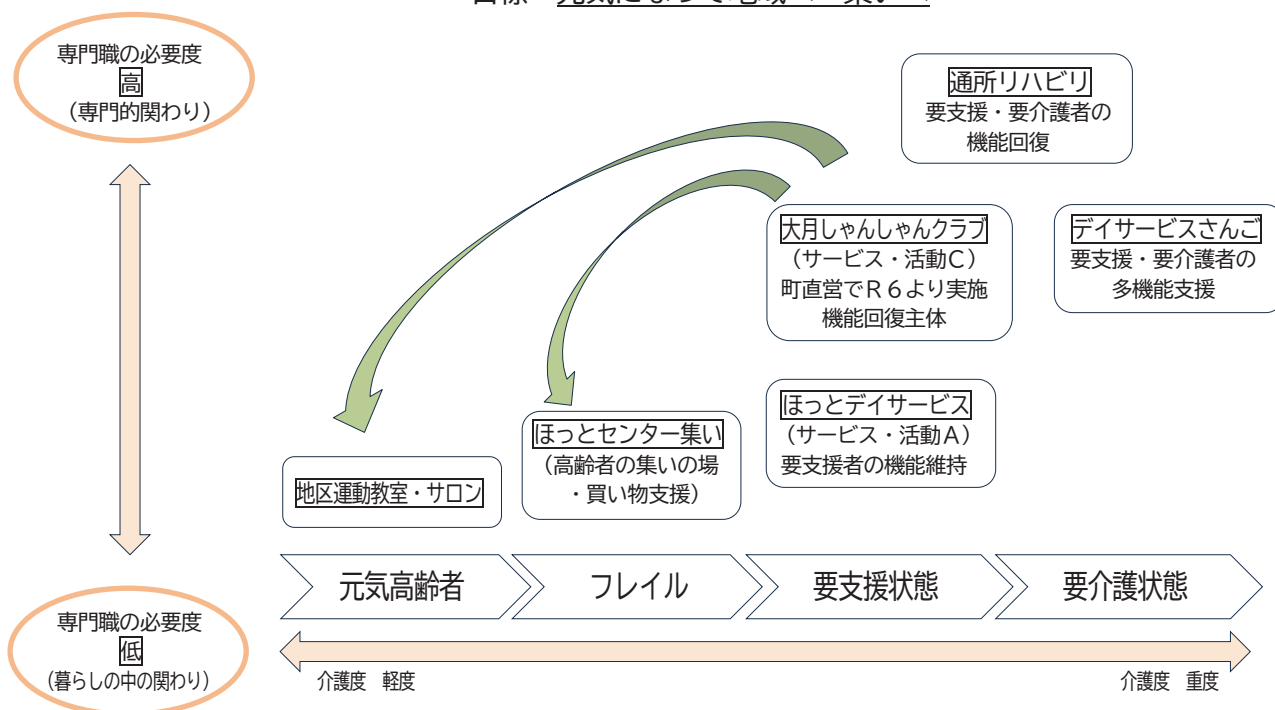 専門職の必要度
高
（専門的関わり）
通所リハビリ
要支援・要介護者の
機能回復
大月しゃんしゃんクラブ
（サービス・活動C）
町直営でR６より実施
機能回復主体
デイサービスさんご
要支援・要介護者の
多機能支援
ほっとデイサービス
（サービス・活動A）
要支援者の機能維持
ほっとセンター集い
（高齢者の集いの場
・買い物支援）
地区運動教室・サロン
元気高齢者
フレイル
要支援状態
要介護状態
専門職の必要度
低
（暮らしの中の関わり）
介護度　軽度
介護度　重度